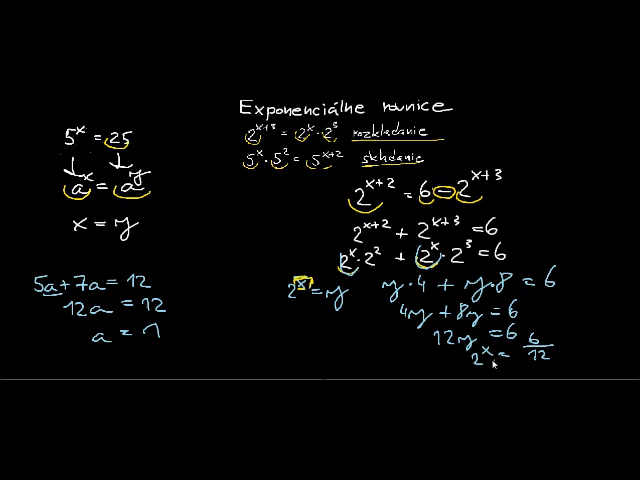 Exponenciálne rovnice
2^{x+3} = 2^x · 2^3 rozkladanie
5^x · 5^2 = 5^{x+2} skladanie
5^x = 25
a^x = a^y
x = y
2^{x+2} = 6 - 2^{x+3}
2^{x+2} + 2^{x+3} = 6
2^x · 2^2 + 2^x · 2^3 = 6
5a + 7a = 12
12a = 12
a = 1
2^x = y
y · 4 + y · 8 = 6
4y + 8y = 6
12y = 6
2^x = \frac{6}{12}